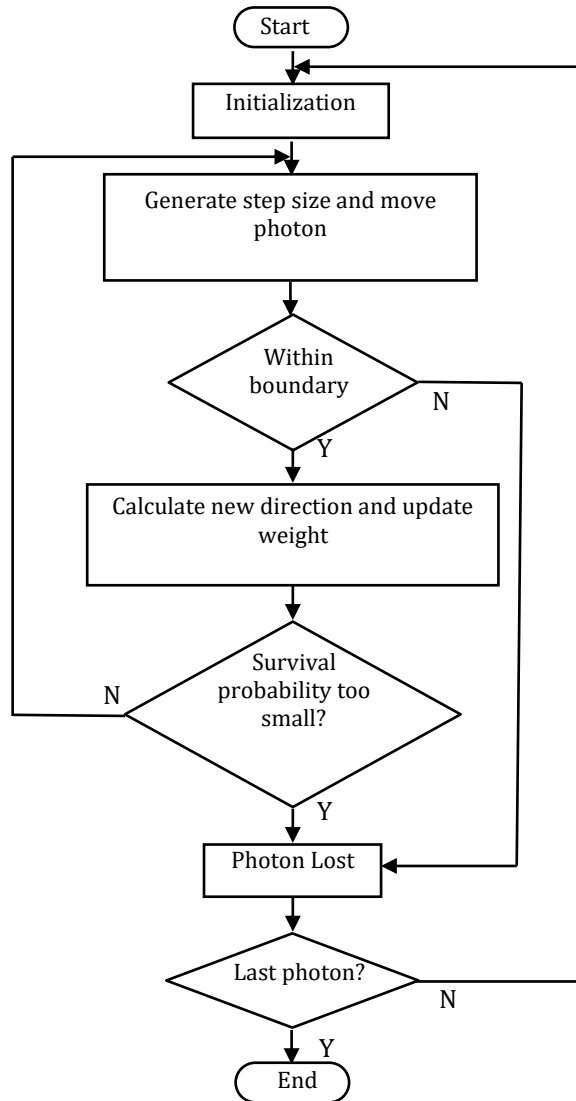 Start
Initialization
Generate step size and move
photon
Within
boundary
N
Y
Calculate new direction and update
weight
Survival
probability too
small?
N
Y
Photon Lost
Last photon?
N
Y
End